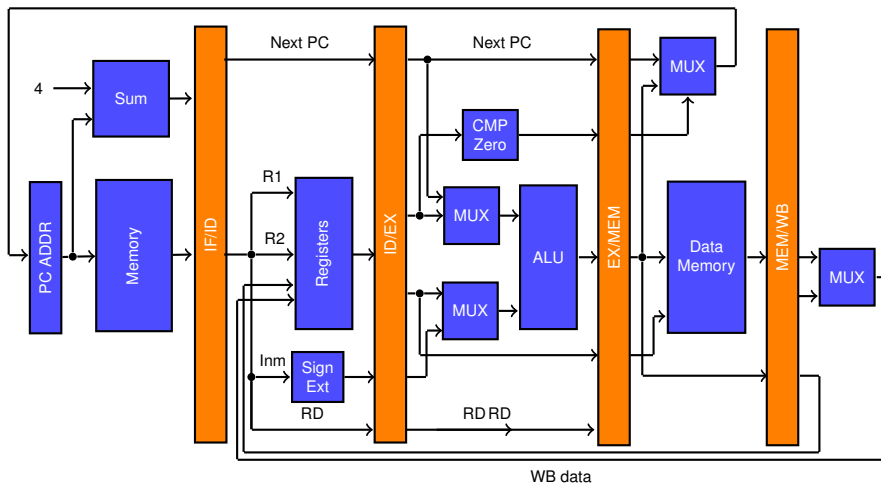 Next PC
Next PC
MUX
4
Sum
CMP
Zero
IF/ID
ID/EX
EX/MEM
MEM/WB
PC ADDR
Memory
R1
R2
Registers
MUX
ALU
Data
Memory
MUX
MUX
Inm
Sign
Ext
RD
RD RD
WB data